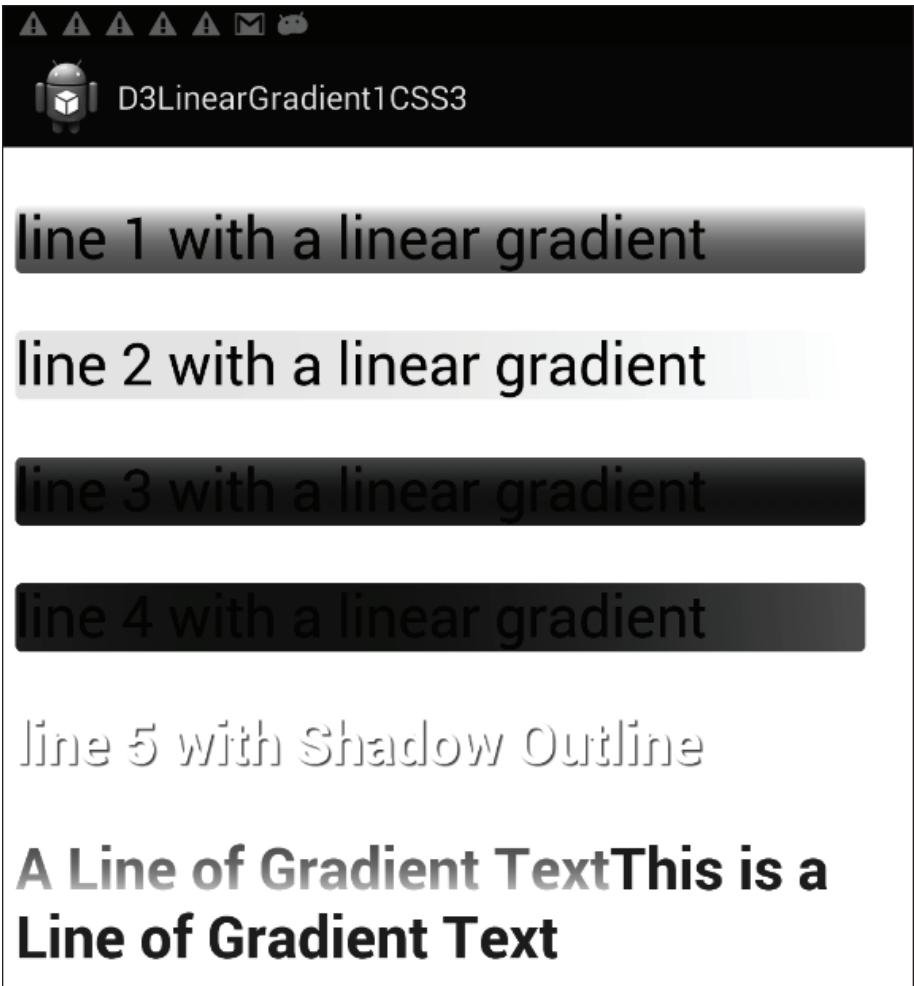 D3LinearGradient1CSS3
line 1 with a linear gradient
line 2 with a linear gradient
line 3 with a linear gradient
line 4 with a linear gradient
line 5 with Shadow Outline
A Line of Gradient TextThis is a
Line of Gradient Text